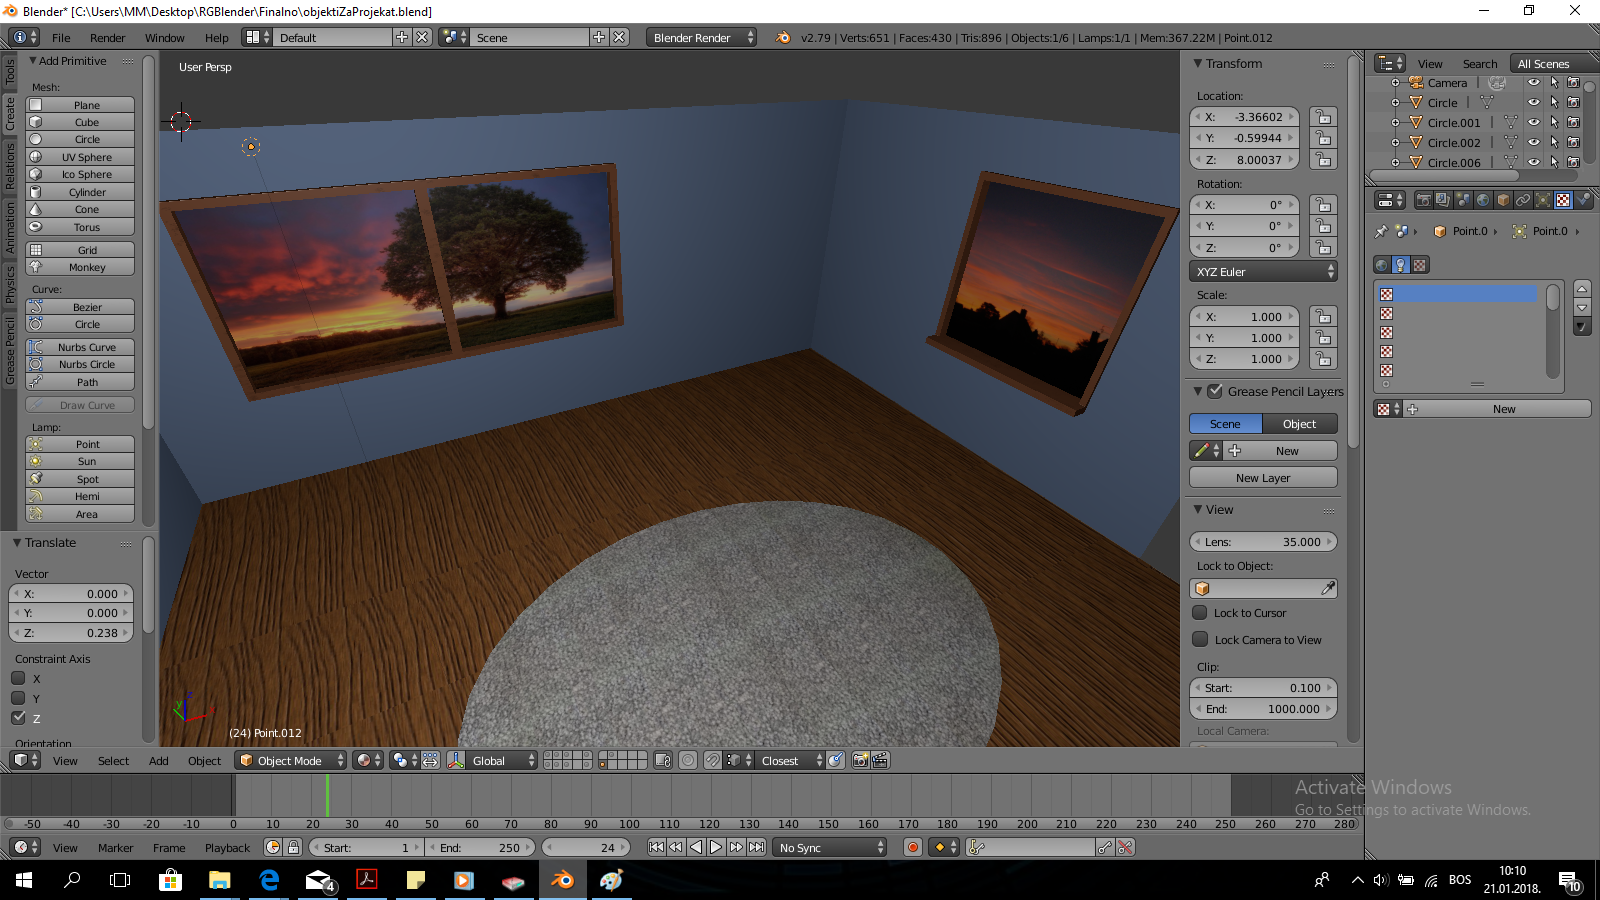 Blender* [C:\Users\MM\Desktop\RGBlender\Finalno\objektiZaProjekat.blend]
File Render Window Help Default Scene Blender Render v2.79 | Verts:651 | Faces:430 | Tris:896 | Objects:1/6 | Lamps:1/1 | Mem:367.22M | Point.012
Tools
Create
Relations
Animation
Physics
Grease Pencil
Add Primitive
Mesh:
Plane
Cube
Circle
UV Sphere
Ico Sphere
Cylinder
Cone
Torus
Grid
Monkey
Curve:
Bezier
Circle
Nurbs Curve
Nurbs Circle
Path
Draw Curve
Lamp:
Point
Sun
Spot
Hemi
Area
Translate
Vector
X: 0.000
Y: 0.000
Z: 0.238
Constraint Axis
X
Y
Z
Orientation
User Persp
(24) Point.012
Transform
Location:
X: -3.36602
Y: -0.59944
Z: 8.00037
Rotation:
X: 0°
Y: 0°
Z: 0°
XYZ Euler
Scale:
X: 1.000
Y: 1.000
Z: 1.000
Grease Pencil Layers
Scene Object
New
New Layer
View
Lens: 35.000
Lock to Object:
Lock to Cursor
Lock Camera to View
Clip:
Start: 0.100
End: 1000.000
Local Camera:
View Search All Scenes
Camera
Circle
Circle.001
Circle.002
Circle.006
Point.0 Point.0
New
View Select Add Object Object Mode Global Closest
-50 -40 -30 -20 -10 0 10 20 30 40 50 60 70 80 90 100 110 120 130 140 150 160 170 180 190 200 210 220 230 240 250 260 270 280
View Marker Frame Playback Start: 1 End: 250 24 No Sync
Activate Windows
Go to Settings to activate Windows.
4
BOS
10:10
21.01.2018.
10